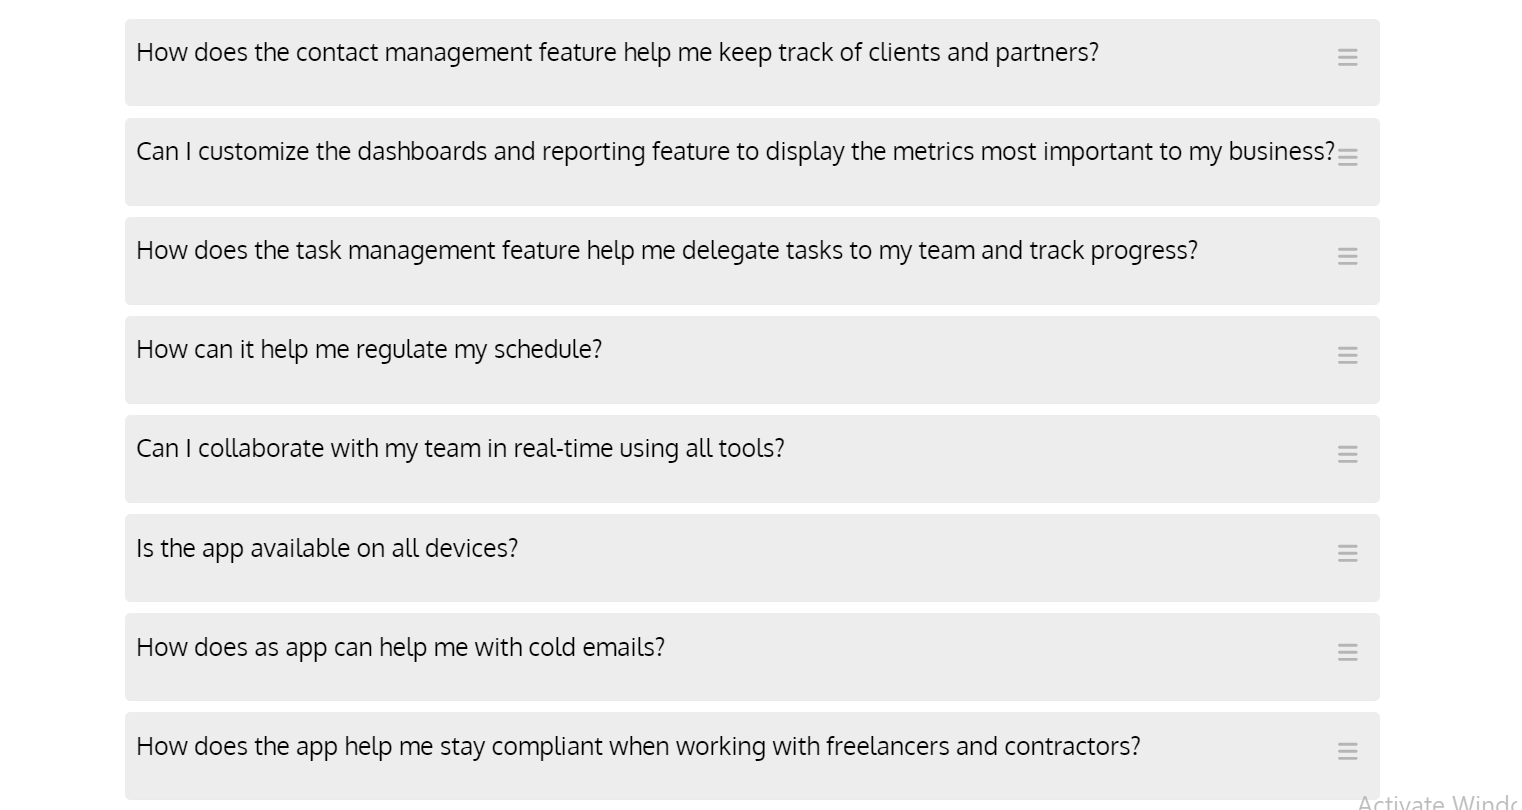 How does the contact management feature help me keep track of clients and partners?
Can I customize the dashboards and reporting feature to display the metrics most important to my business?
How does the task management feature help me delegate tasks to my team and track progress?
How can it help me regulate my schedule?
Can I collaborate with my team in real-time using all tools?
Is the app available on all devices?
How does as app can help me with cold emails?
How does the app help me stay compliant when working with freelancers and contractors?
Activate